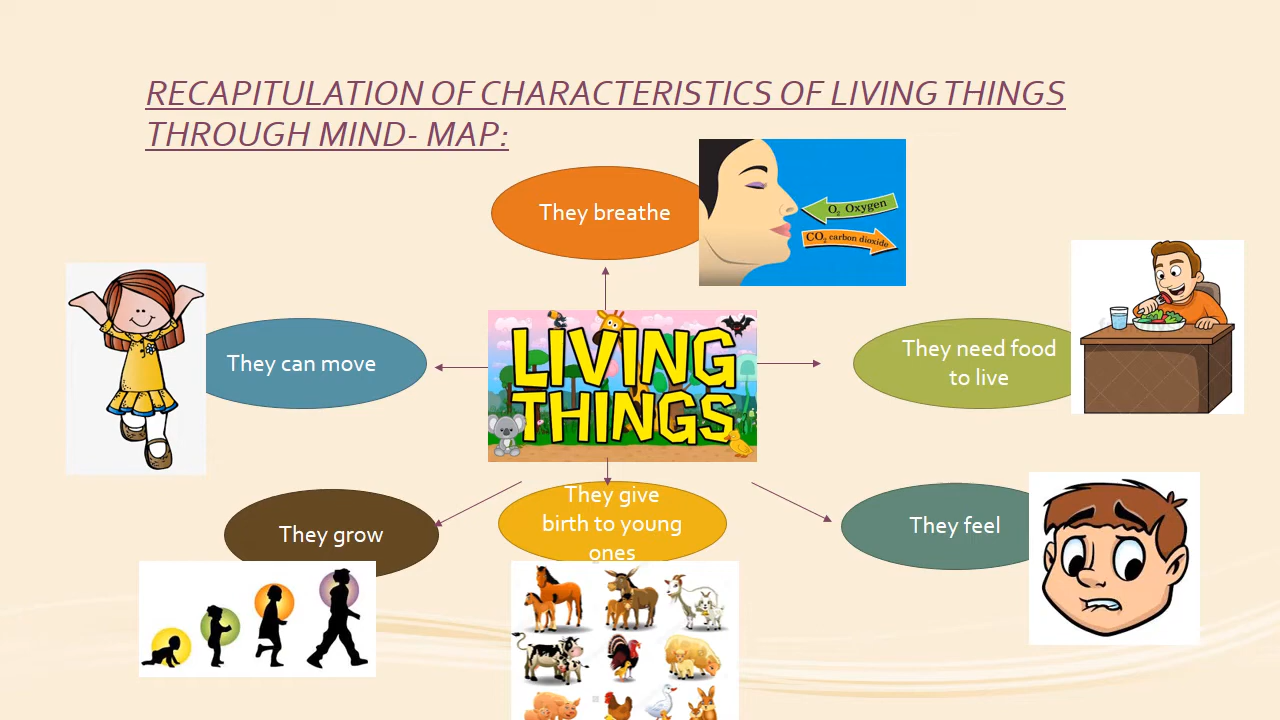 RECAPITULATION OF CHARACTERISTICS OF LIVING THINGS
THROUGH MIND- MAP:
They breathe
O2 Oxygen
CO2 carbon dioxide
They can move
LIVING
THINGS
They need food
to live
They grow
They give
birth to young
ones
They feel